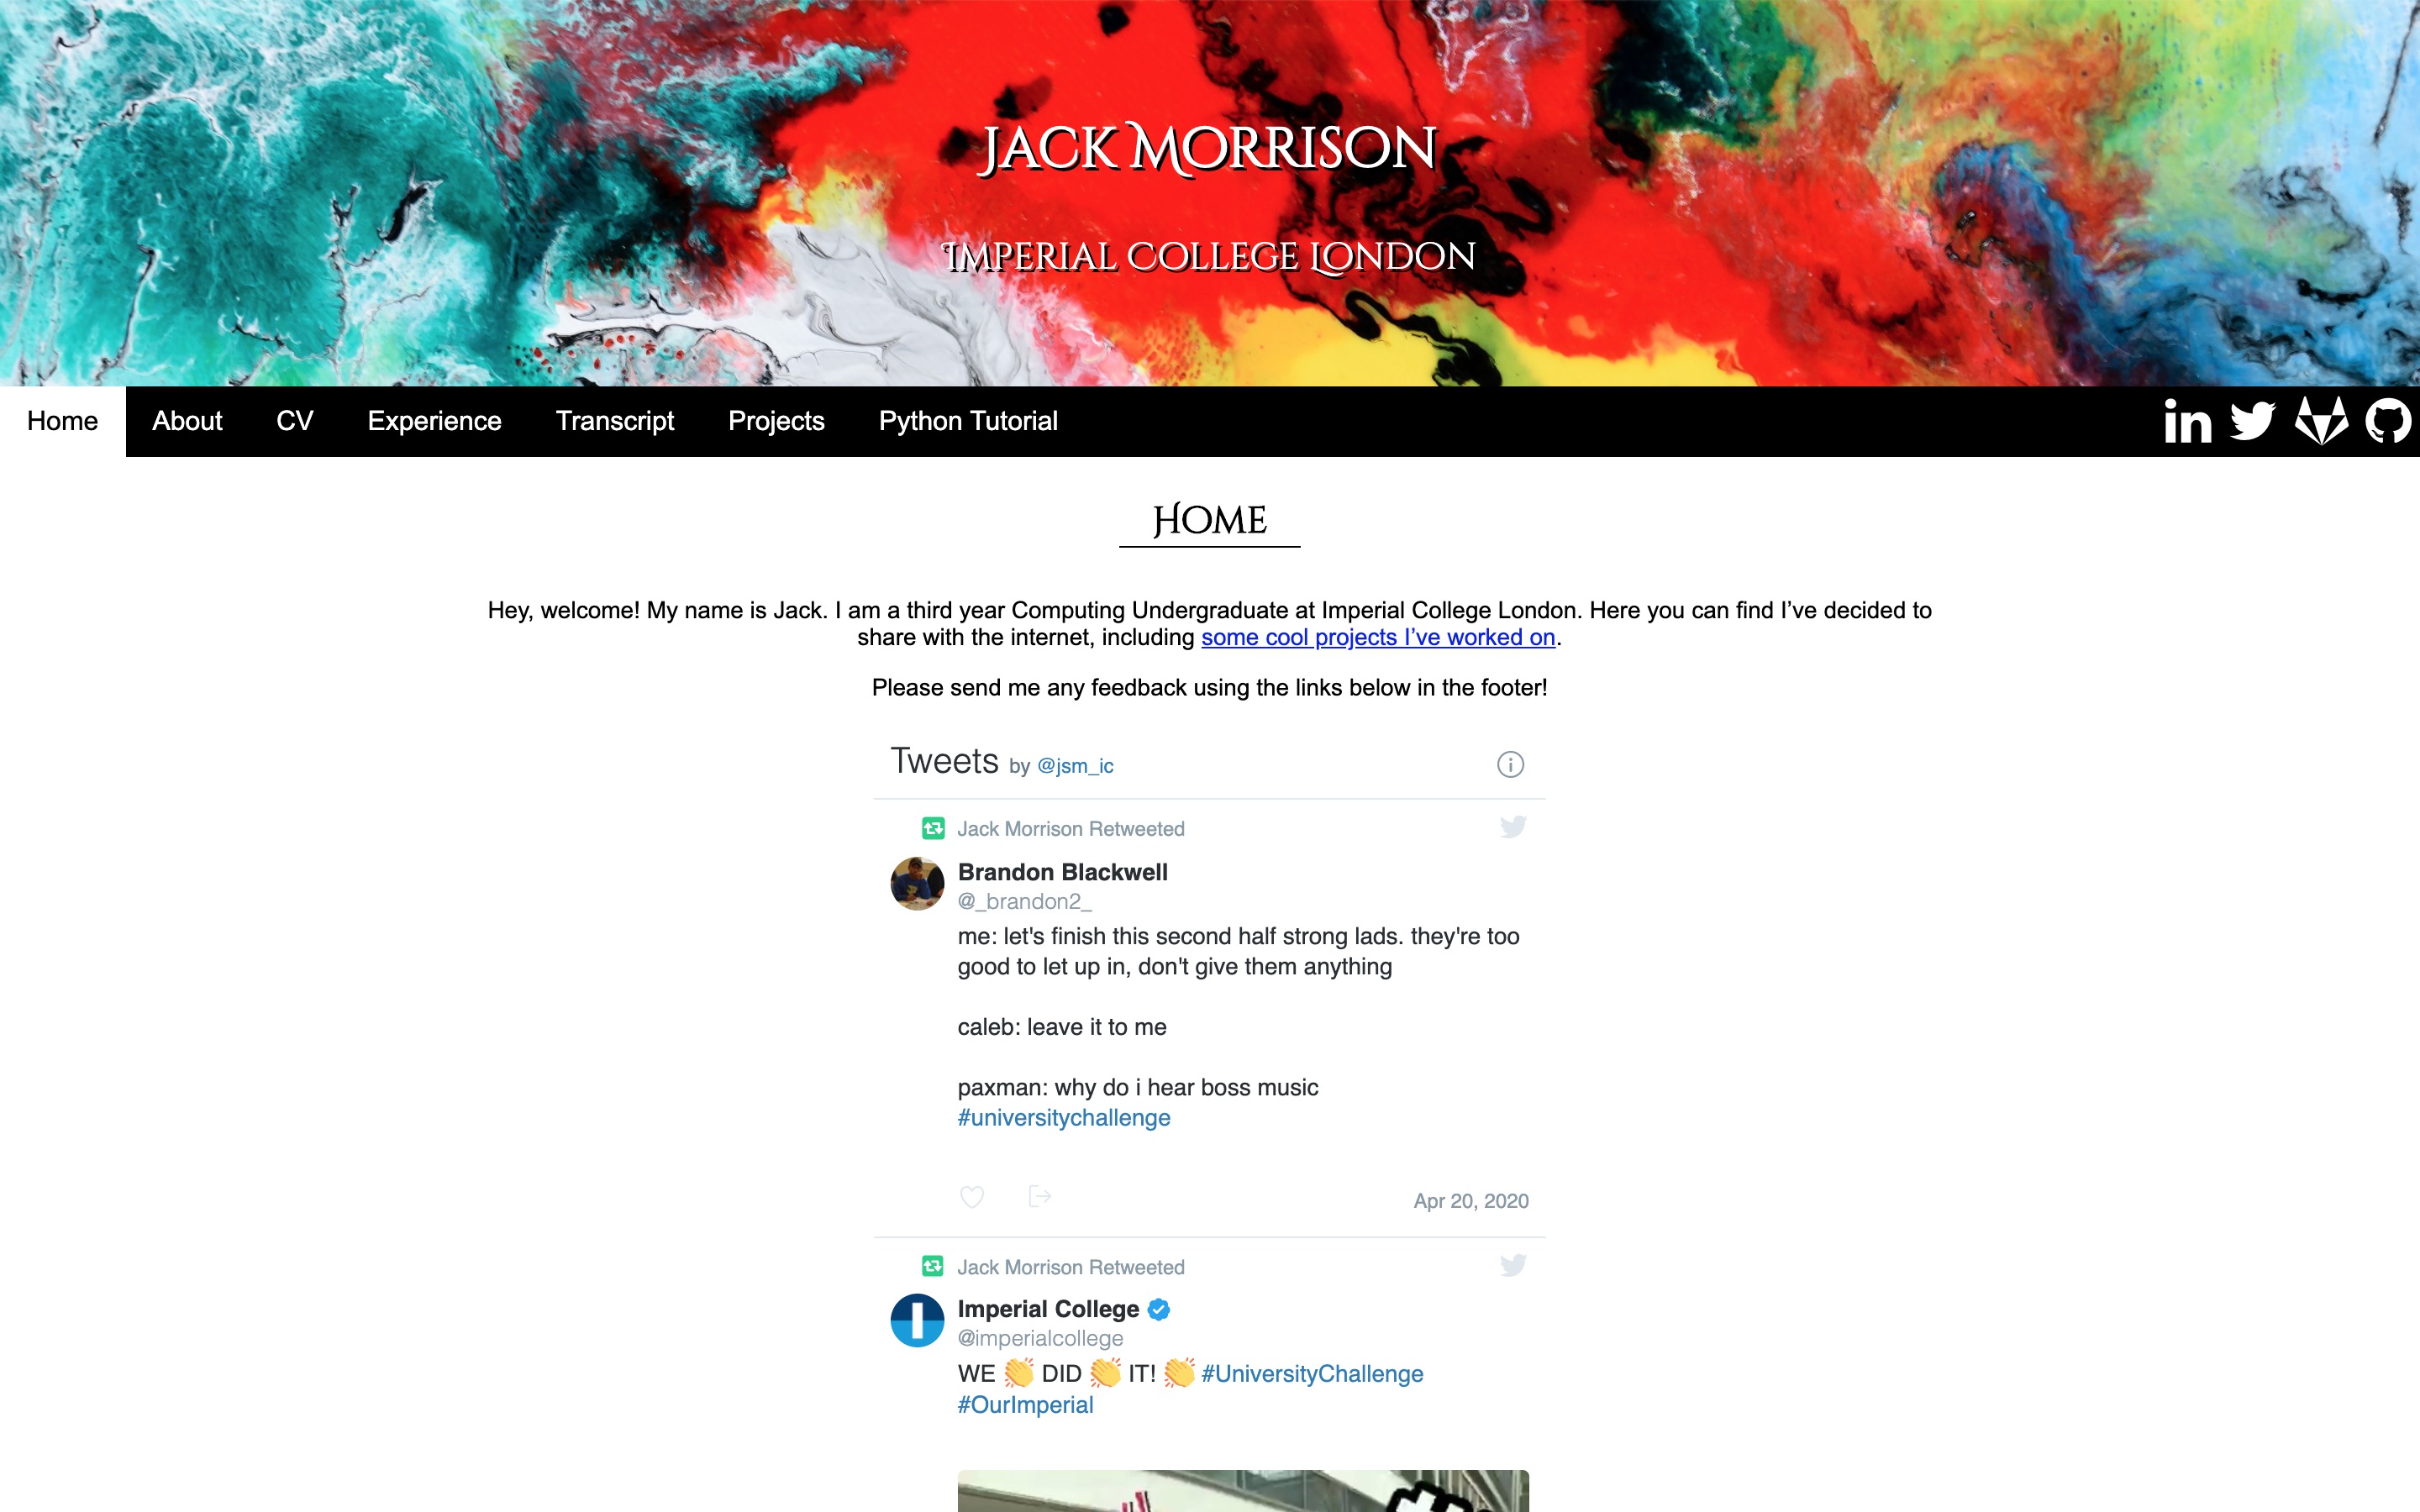 Jack Morrison
Imperial College London
Home About CV Experience Transcript Projects Python Tutorial
Home
Hey, welcome! My name is Jack. I am a third year Computing Undergraduate at Imperial College London. Here you can find I’ve decided to
share with the internet, including some cool projects I’ve worked on.
Please send me any feedback using the links below in the footer!
Tweets by @jsm_ic
Jack Morrison Retweeted
Brandon Blackwell
@_brandon2_
me: let's finish this second half strong lads. they're too
good to let up in, don't give them anything
caleb: leave it to me
paxman: why do i hear boss music
#universitychallenge
Apr 20, 2020
Jack Morrison Retweeted
Imperial College
@imperialcollege
WE 👏 DID 👏 IT! 👏 #UniversityChallenge
#OurImperial